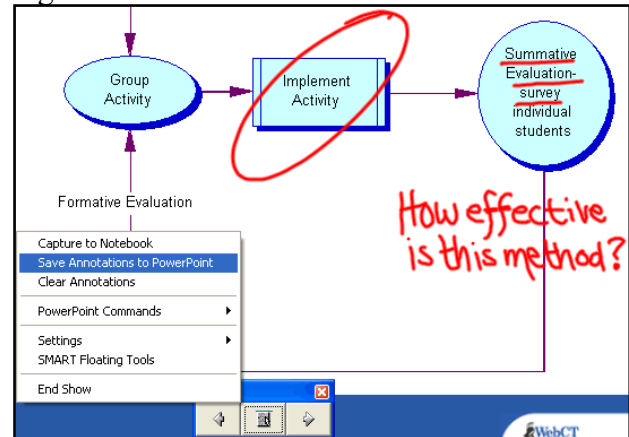 Group
Activity
Implement
Activity
Summative
Evaluation-
survey
individual
students
Formative Evaluation
How effective
is this method?
Capture to Notebook
Save Annotations to PowerPoint
Clear Annotations
PowerPoint Commands
Settings
SMART Floating Tools
End Show
WebCT